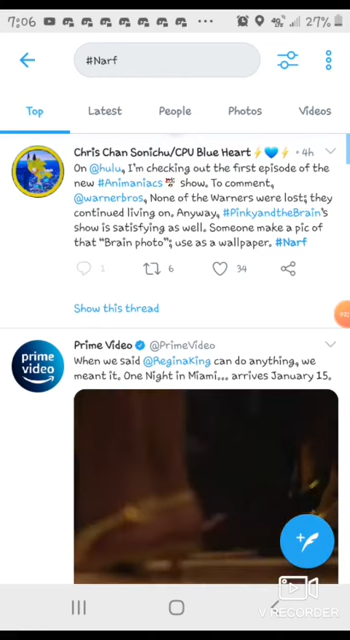 7:06 27%
#Narf
Top Latest People Photos Videos
Chris Chan Sonichu/CPU Blue Heart⚡💙⚡ • 4h
On @hulu, I'm checking out the first episode of the
new #Animaniacs show. To comment,
@warnerbros, None of the Warners were lost; they
continued living on. Anyway, #PinkyandtheBrain's
show is satisfying as well. Someone make a pic of
that "Brain photo"; use as a wallpaper. #Narf
1 6 34
Show this thread
Prime Video @PrimeVideo
When we said @ReginaKing can do anything, we
meant it. One Night in Miami... arrives January 15.
prime
video
V RECORDER